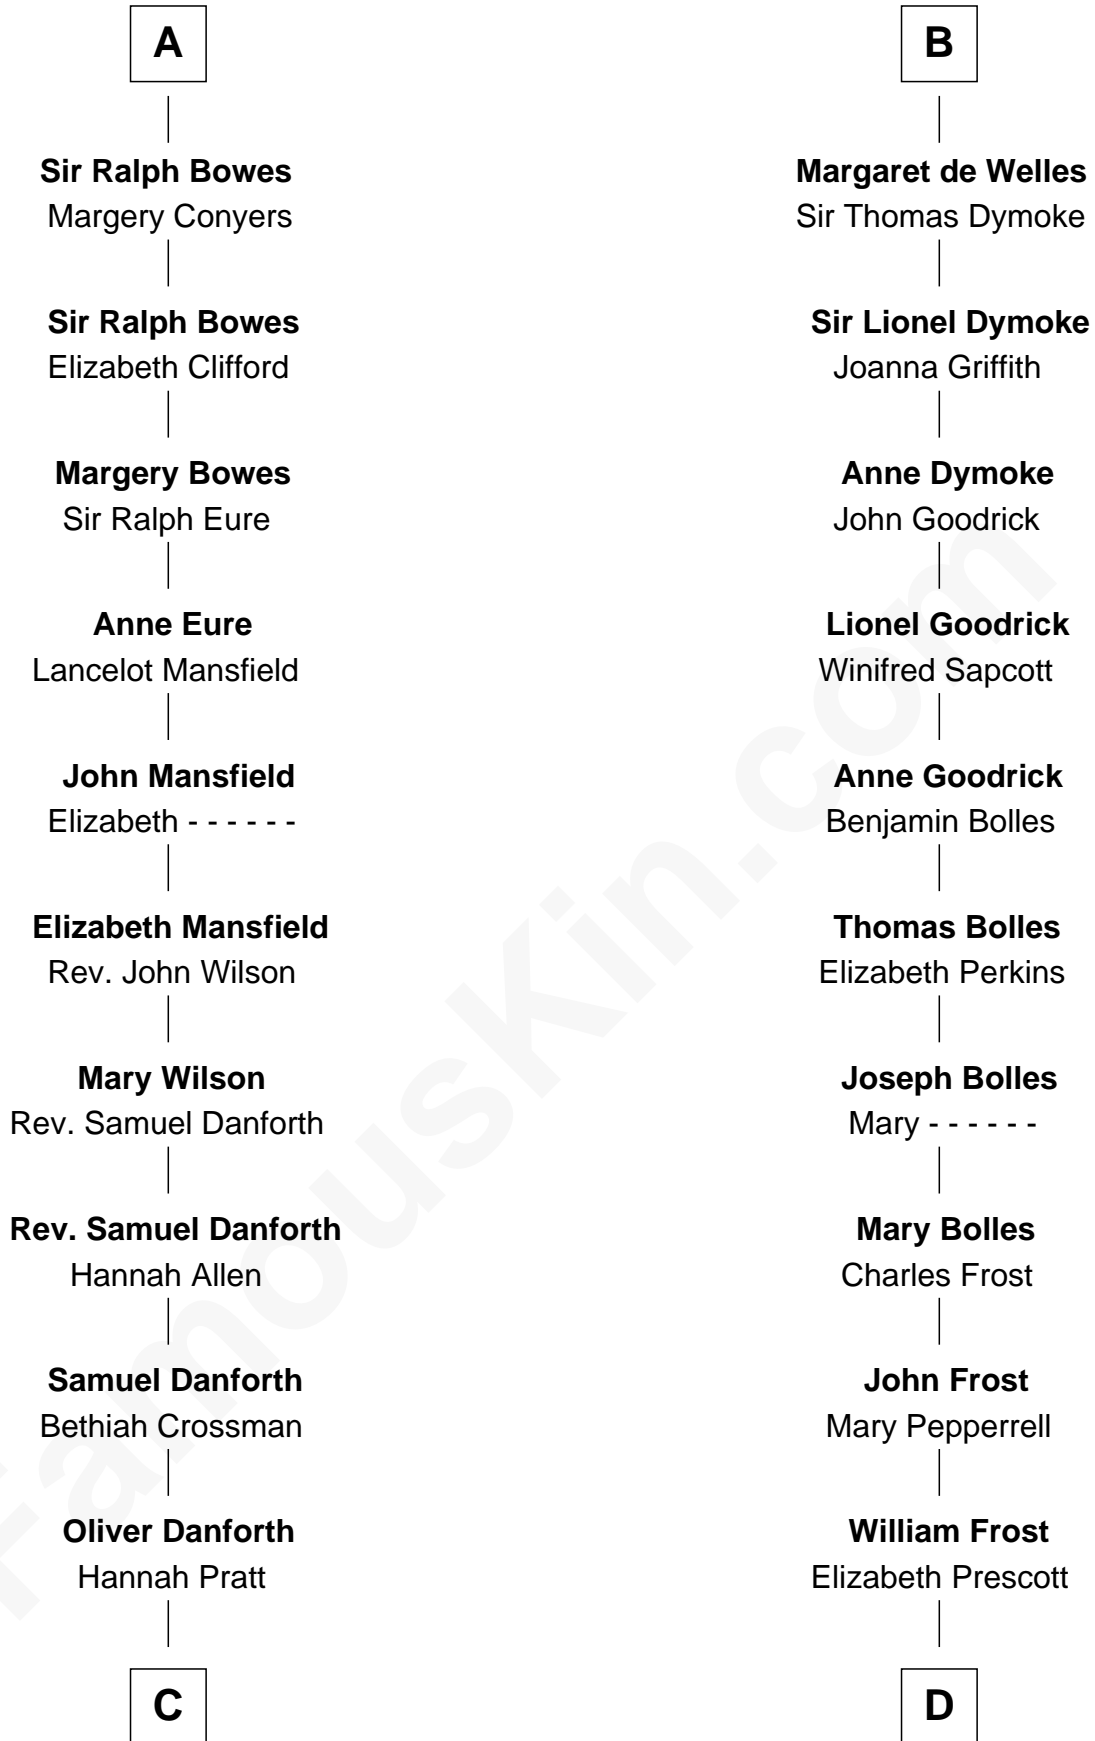 A
Sir Ralph Bowes
Margery Conyers
Sir Ralph Bowes
Elizabeth Clifford
Margery Bowes
Sir Ralph Eure
Anne Eure
Lancelot Mansfield
John Mansfield
Elizabeth - - - - - -
Elizabeth Mansfield
Rev. John Wilson
Mary Wilson
Rev. Samuel Danforth
Rev. Samuel Danforth
Hannah Allen
Samuel Danforth
Bethiah Crossman
Oliver Danforth
Hannah Pratt
C
B
Margaret de Welles
Sir Thomas Dymoke
Sir Lionel Dymoke
Joanna Griffith
Anne Dymoke
John Goodrick
Lionel Goodrick
Winifred Sapcott
Anne Goodrick
Benjamin Bolles
Thomas Bolles
Elizabeth Perkins
Joseph Bolles
Mary - - - - - -
Mary Bolles
Charles Frost
John Frost
Mary Pepperrell
William Frost
Elizabeth Prescott
D
FamousKin.com